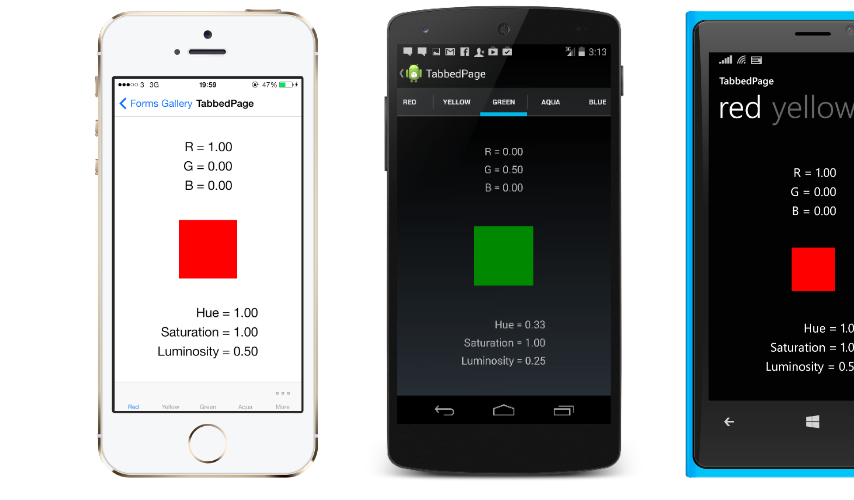 3 3G 19:59 47%
Forms Gallery TabbedPage
R = 1.00
G = 0.00
B = 0.00
Hue = 1.00
Saturation = 1.00
Luminosity = 0.50
Red Yellow Green Aqua More
3:13
TabbedPage
RED YELLOW GREEN AQUA BLUE
R = 0.00
G = 0.50
B = 0.00
Hue = 0.33
Saturation = 1.00
Luminosity = 0.25
TabbedPage
red yellow
R = 1.00
G = 0.00
B = 0.00
Hue = 1.0
Saturation = 1.0
Luminosity = 0.5